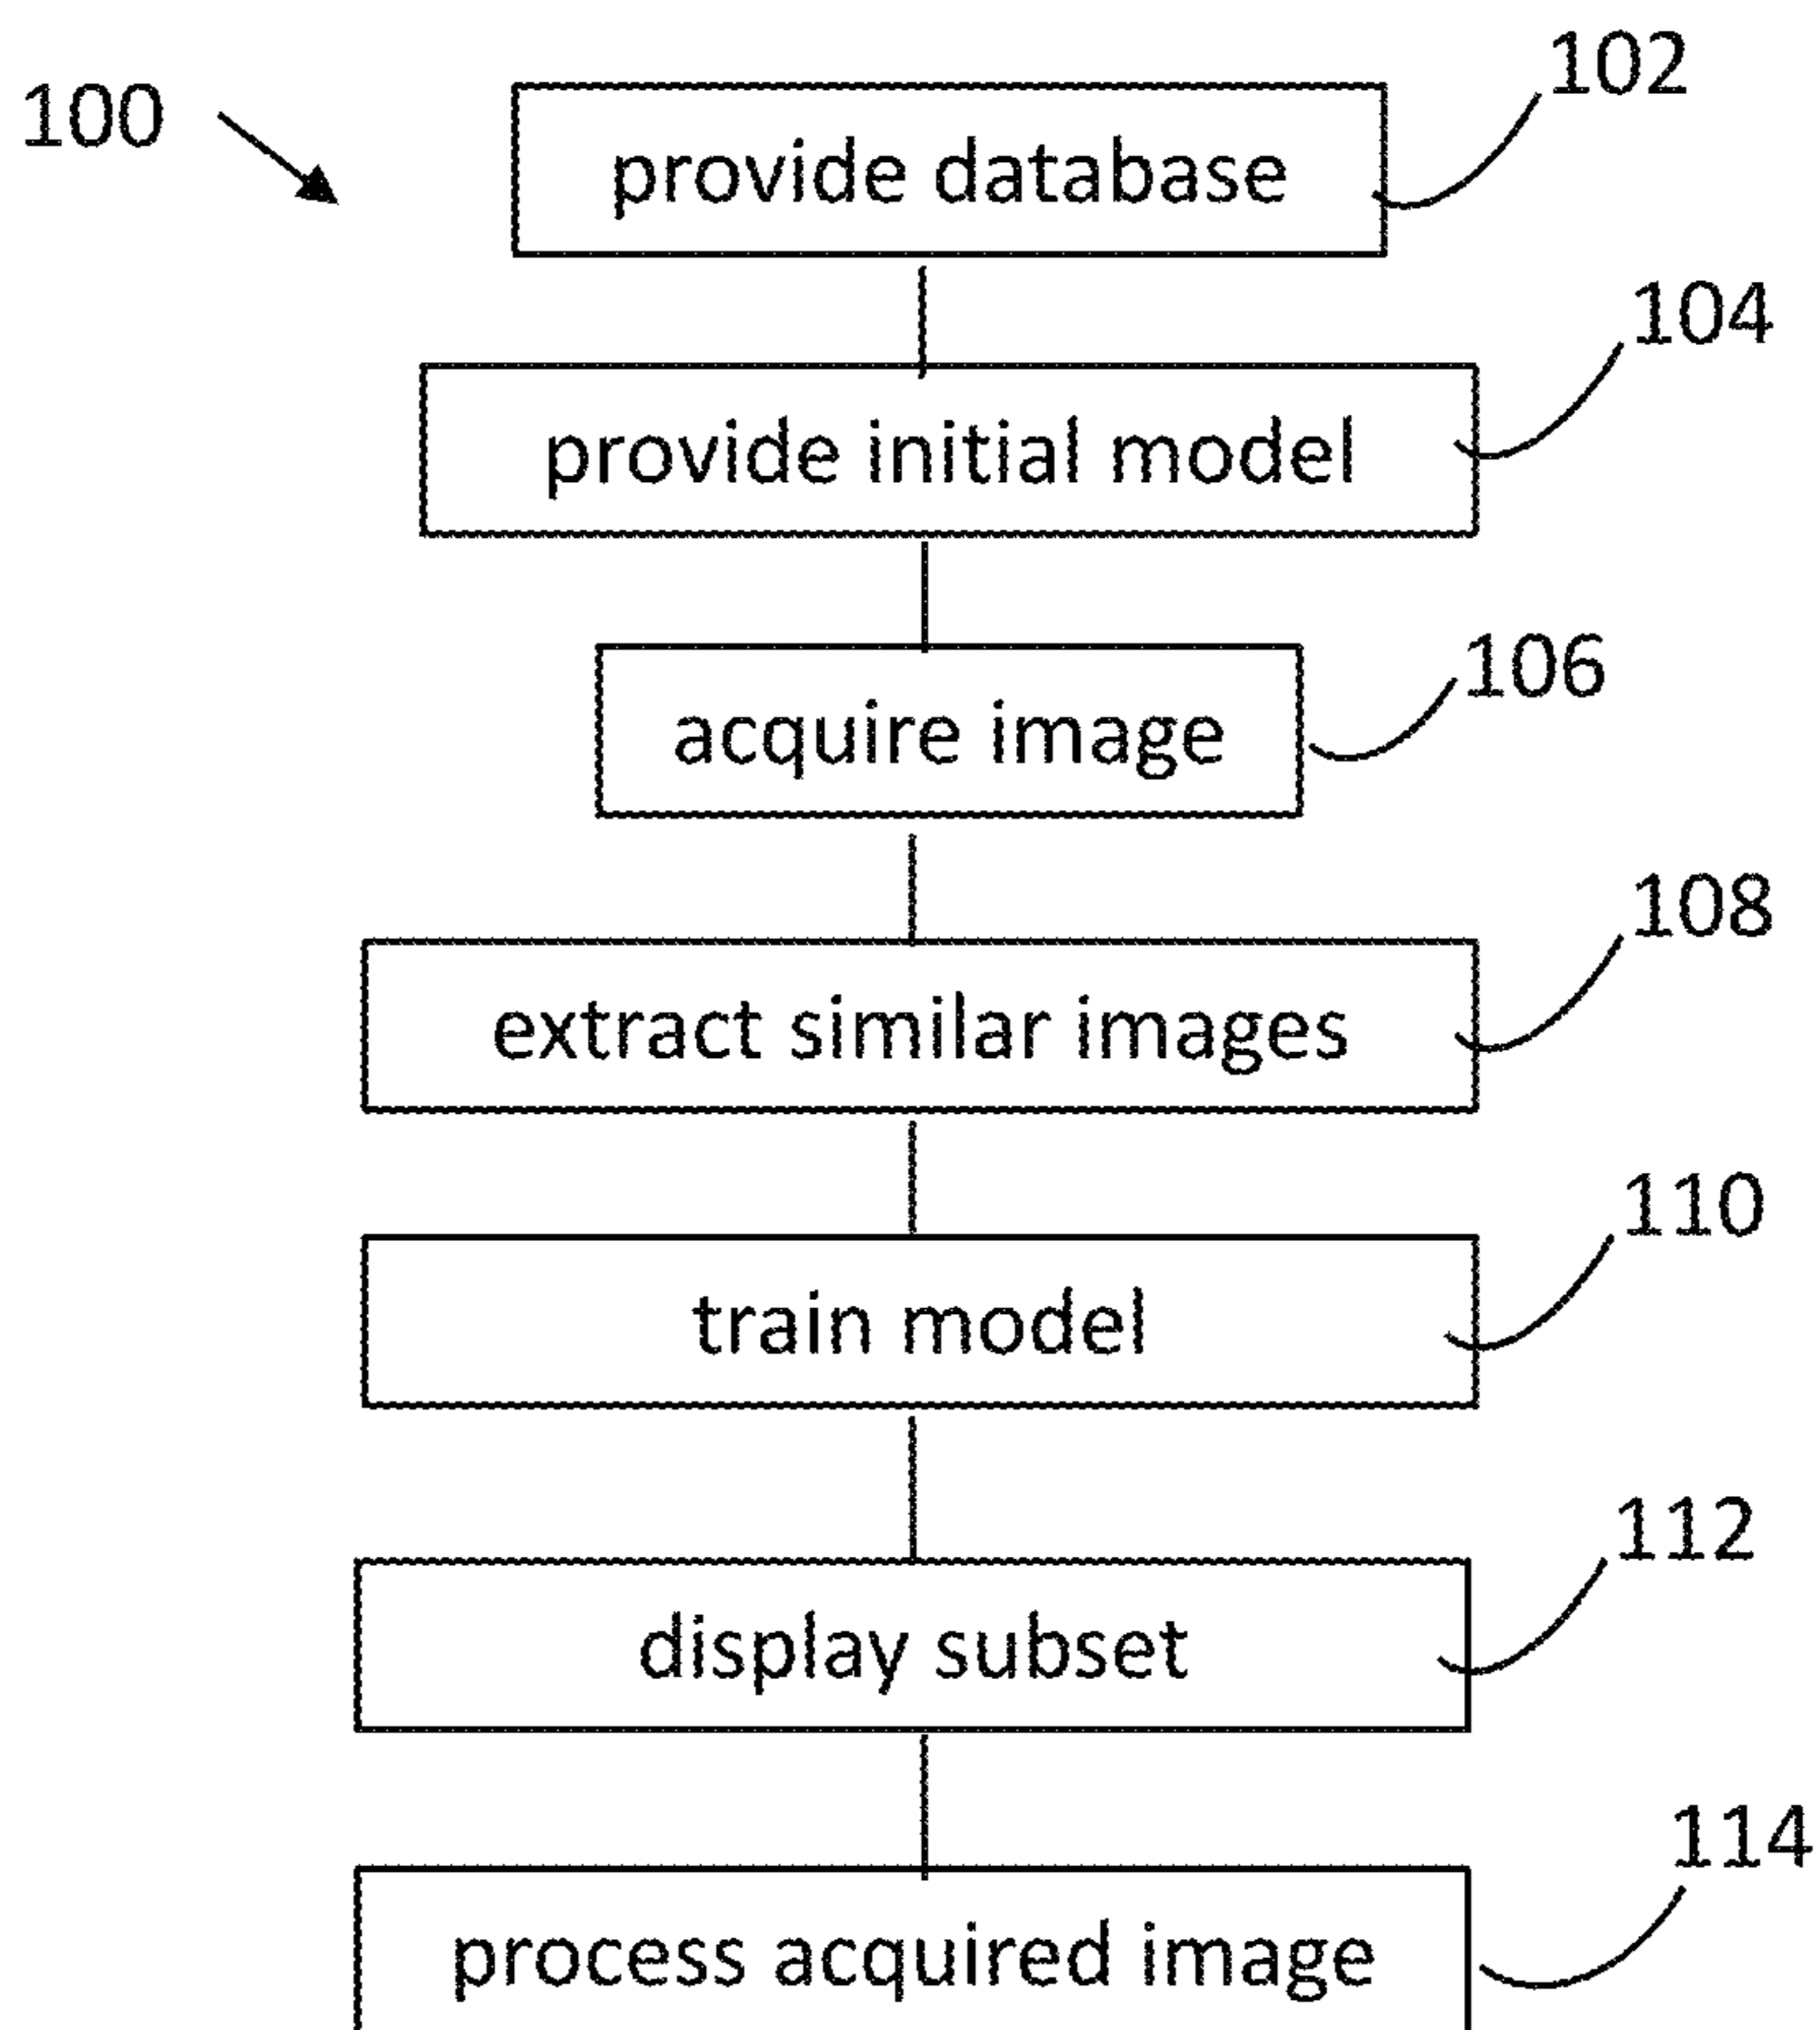 100
102
provide database
104
provide initial model
106
acquire image
108
extract similar images
110
train model
112
display subset
114
process acquired image